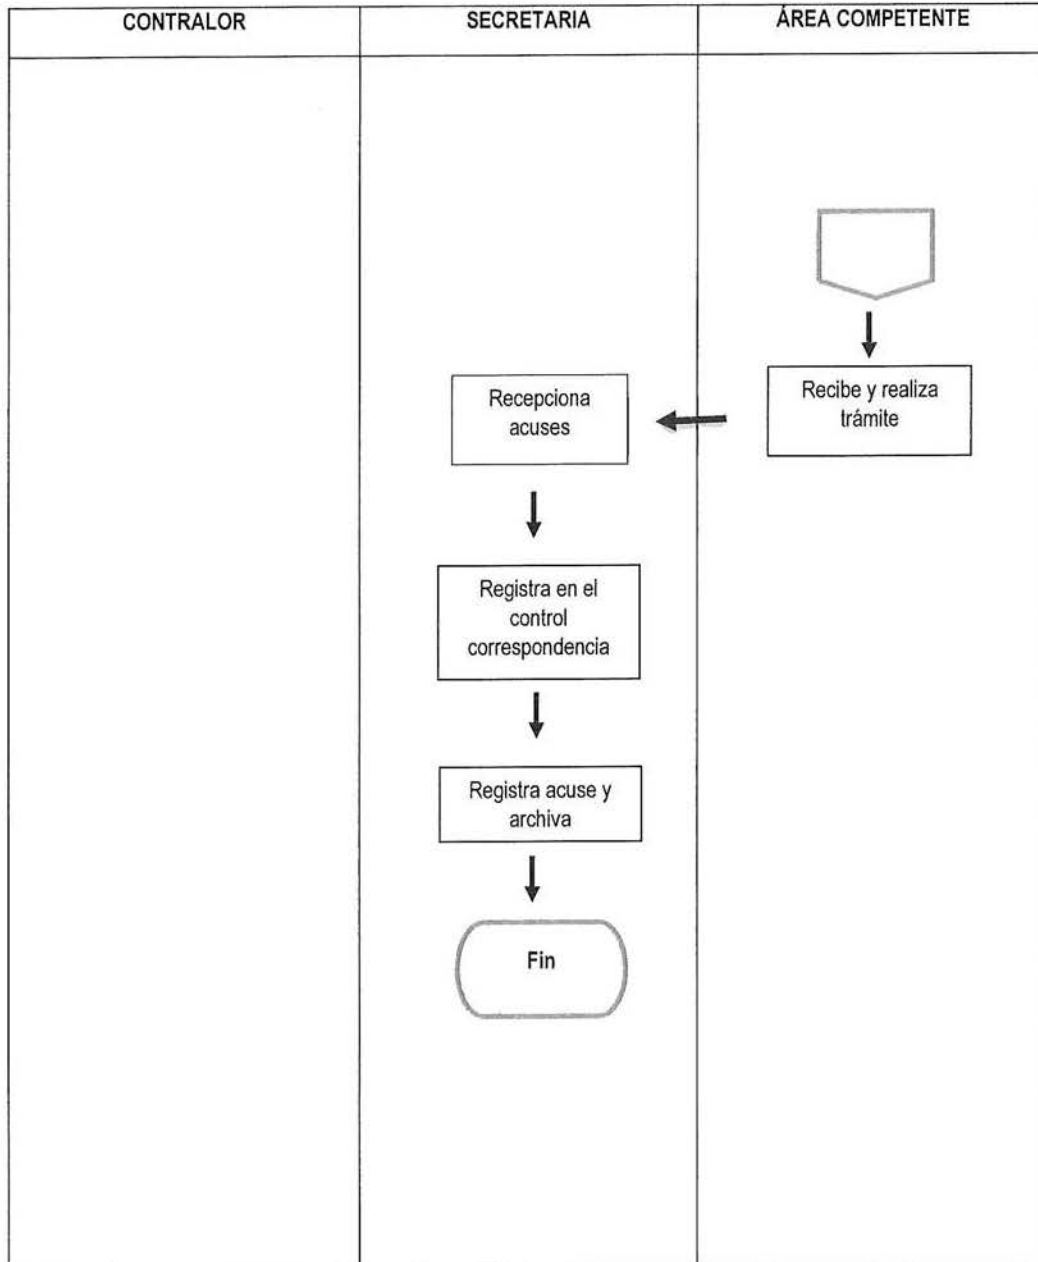 CONTRALOR
SECRETARIA
ÁREA COMPETENTE
Recibe y realiza
trámite
Recepciona
acuses
Registra en el
control
correspondencia
Registra acuse y
archiva
Fin